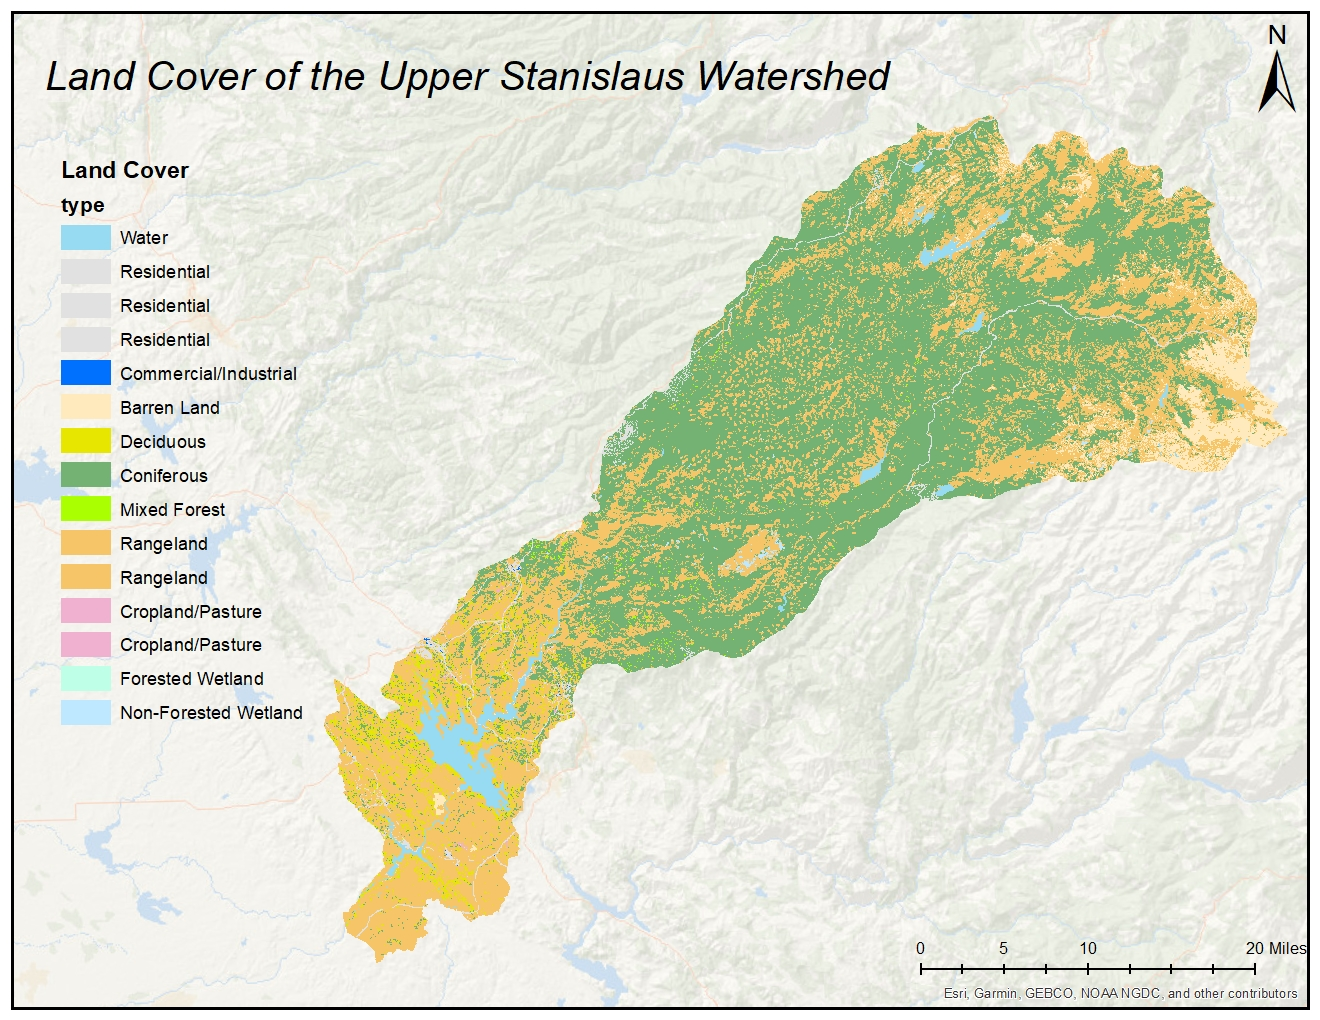 N
Land Cover of the Upper Stanislaus Watershed
Land Cover
type
Water
Residential
Residential
Residential
Commercial/Industrial
Barren Land
Deciduous
Coniferous
Mixed Forest
Rangeland
Rangeland
Cropland/Pasture
Cropland/Pasture
Forested Wetland
Non-Forested Wetland
0 5 10 20 Miles
Esri, Garmin, GEBCO, NOAA NGDC, and other contributors